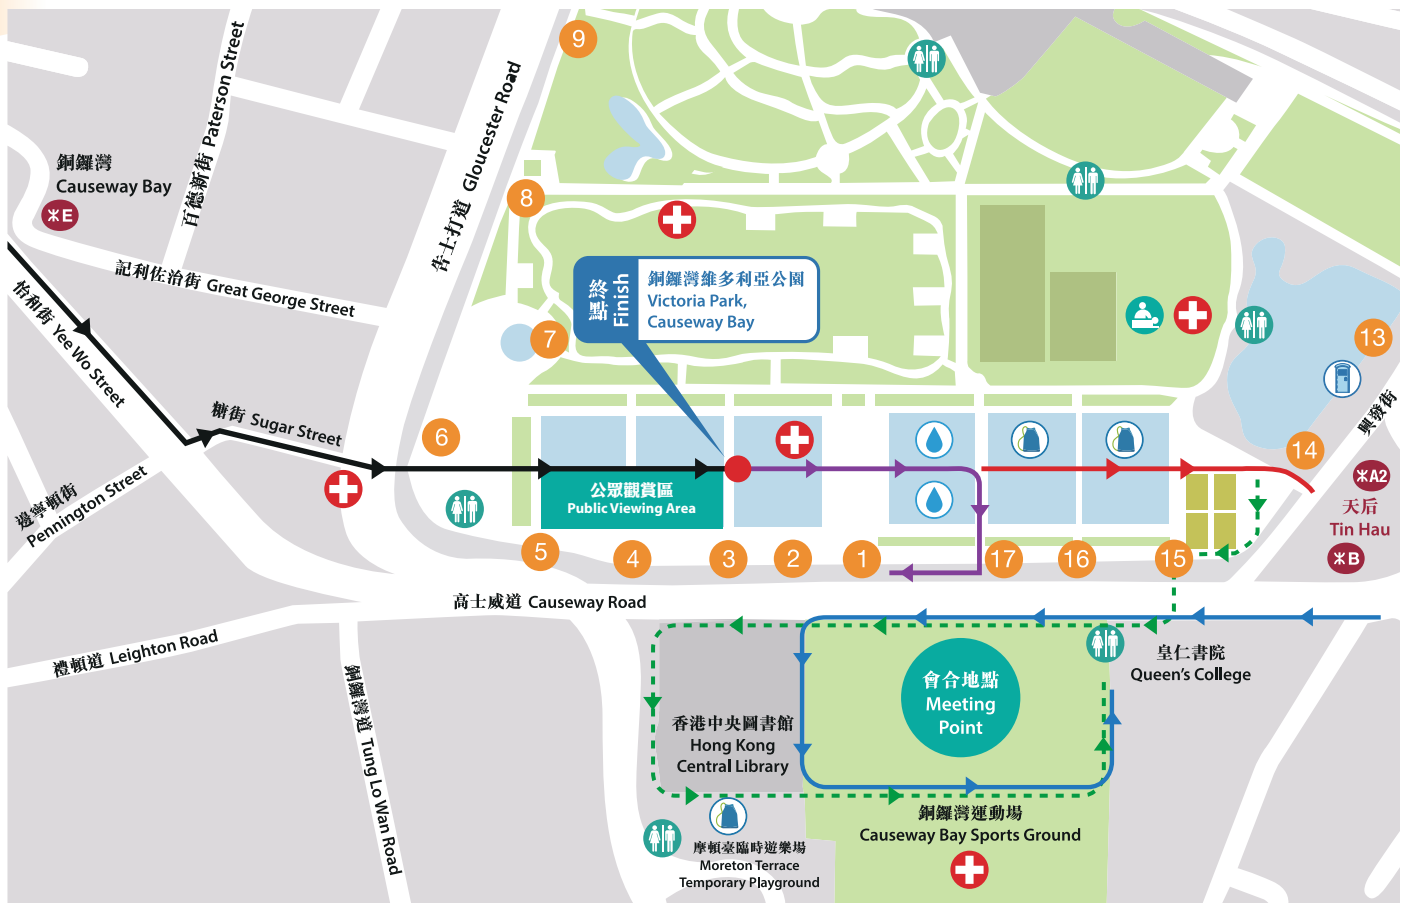 9
百德新街 Paterson Street
告士打道 Gloucester Road
銅鑼灣
Causeway Bay
E
8
記利佐治街 Great George Street
怡和街 Yee Wo Street
終點
Finish
銅鑼灣維多利亞公園
Victoria Park,
Causeway Bay
7
13
興發街
糖街 Sugar Street
6
14
A2
天后
Tin Hau
B
公眾觀賞區
Public Viewing Area
邊寧頓街
Pennington Street
5
4
3
2
1
17
16
15
高士威道 Causeway Road
禮頓道 Leighton Road
銅鑼灣道 Tung Lo Wan Road
皇仁書院
Queen's College
會合地點
Meeting
Point
香港中央圖書館
Hong Kong
Central Library
銅鑼灣運動場
Causeway Bay Sports Ground
摩頓臺臨時遊樂場
Moreton Terrace
Temporary Playground